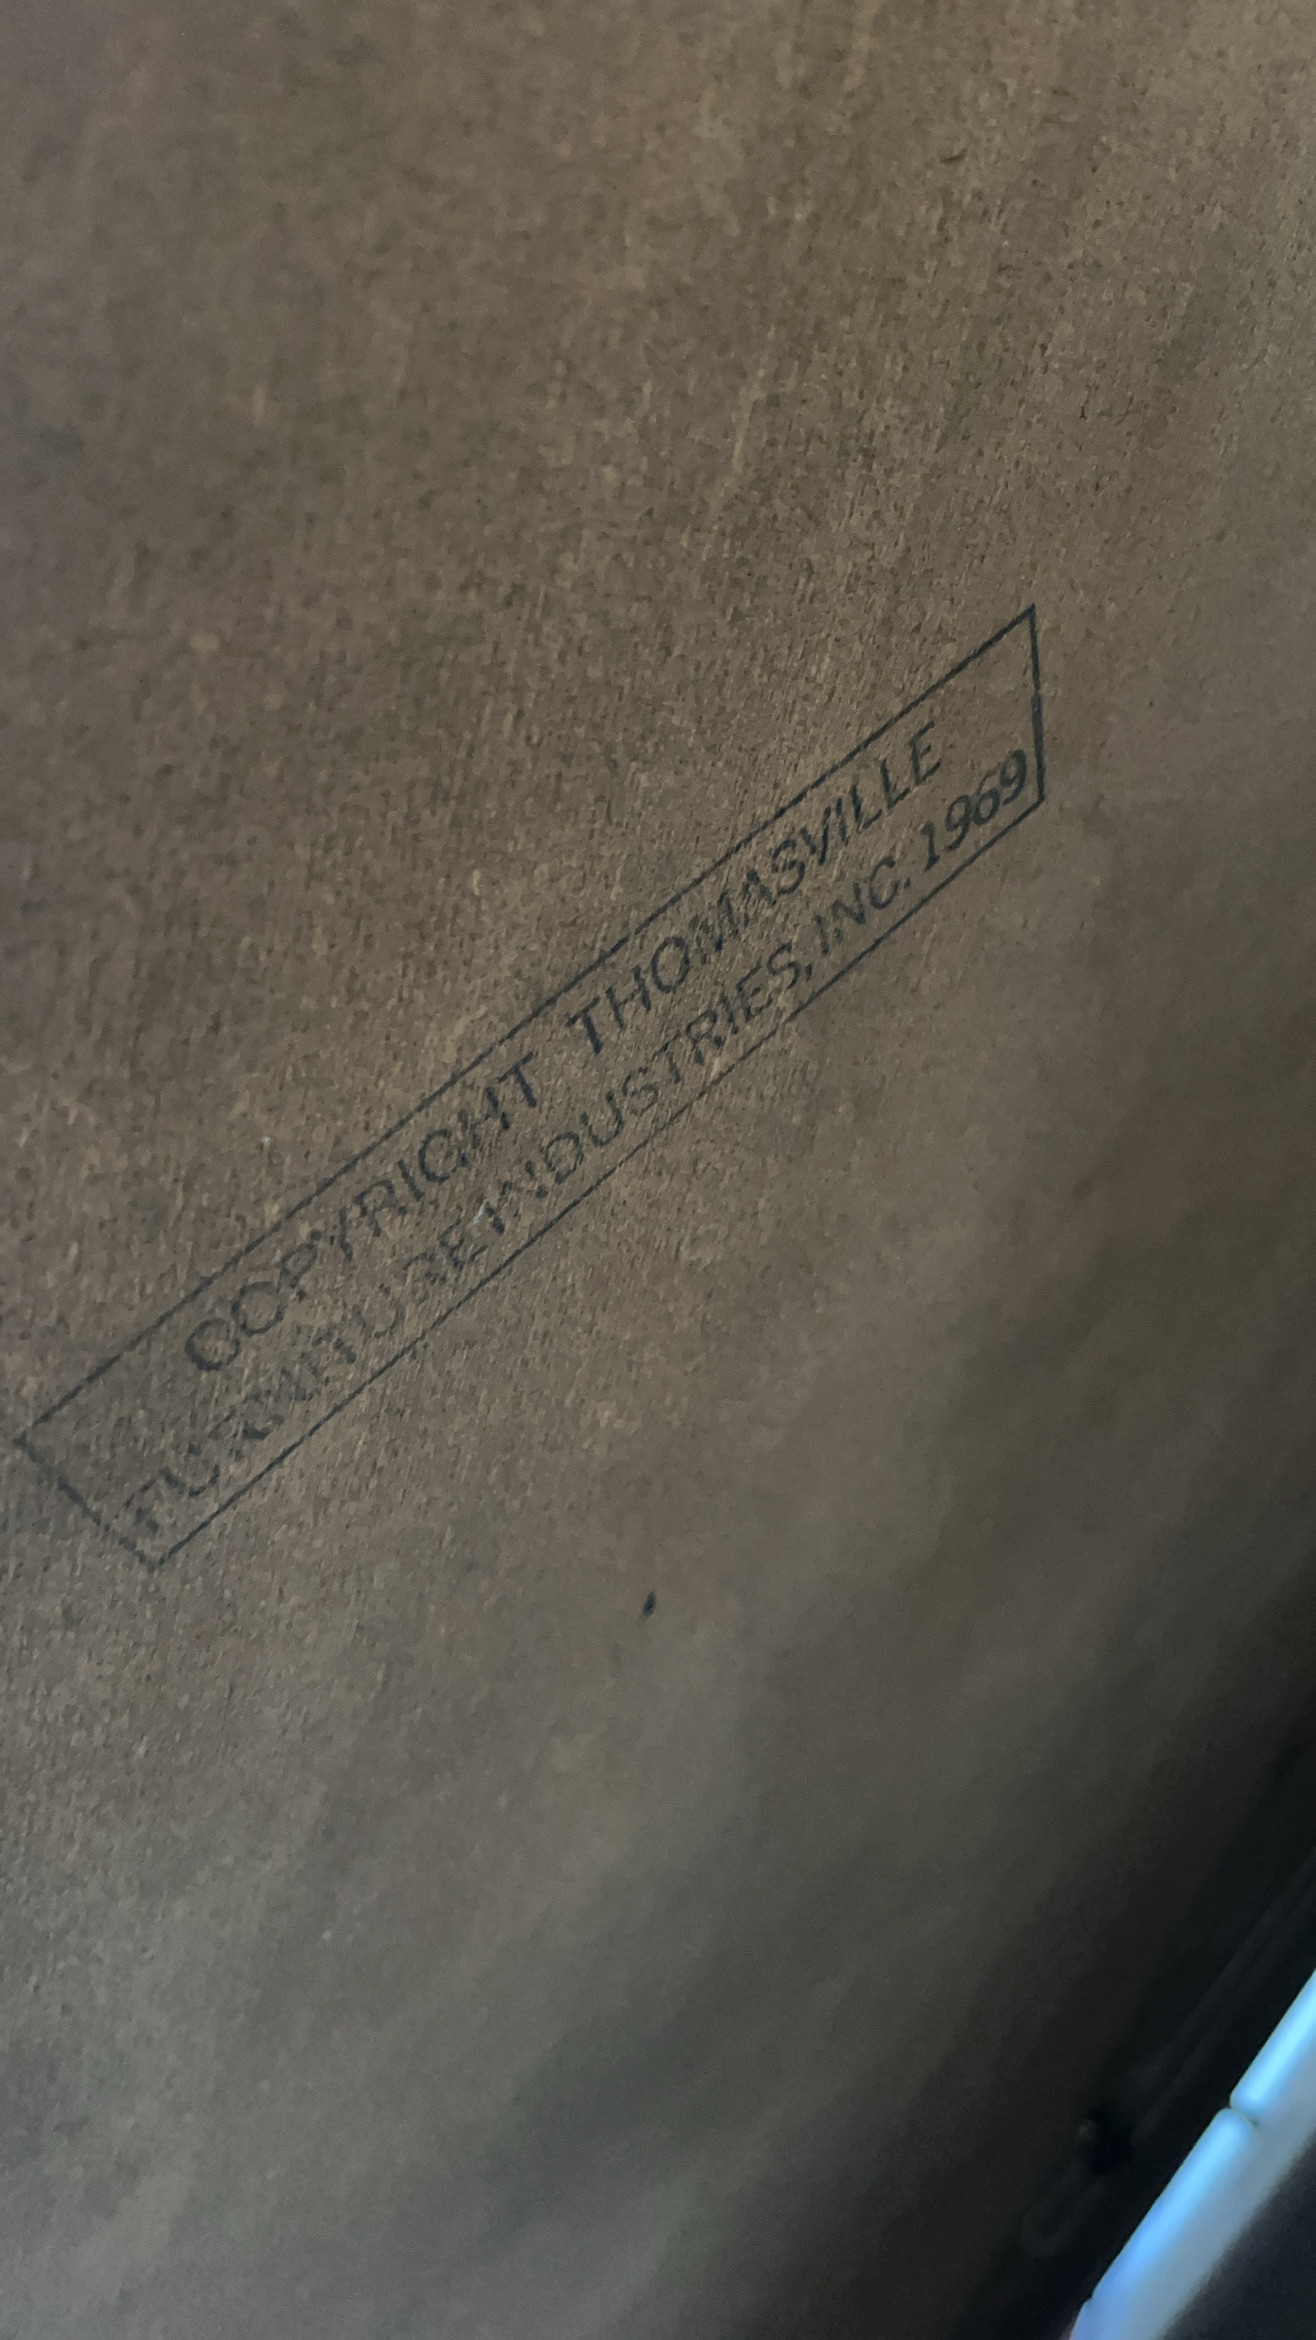 COPYRIGHT THOMASVILLE
FURNITURE INDUSTRIES, INC. 1969